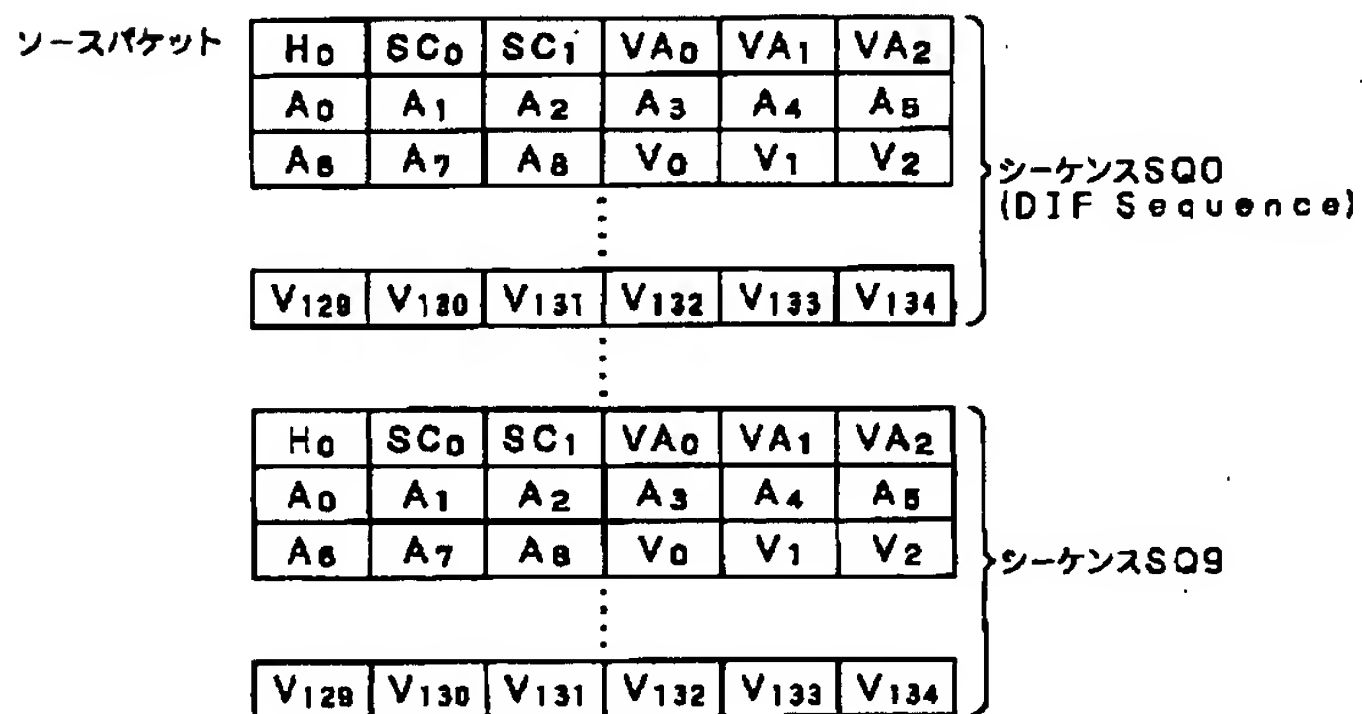 ソースパケット H0 SC0 SC1 VA0 VA1 VA2
A0 A1 A2 A3 A4 A5
A6 A7 A8 V0 V1 V2
シーケンスSQ0
(DIF Sequence)
V129 V130 V131 V132 V133 V134
H0 SC0 SC1 VA0 VA1 VA2
A0 A1 A2 A3 A4 A5
A6 A7 A8 V0 V1 V2
シーケンスSQ9
V129 V130 V131 V132 V133 V134